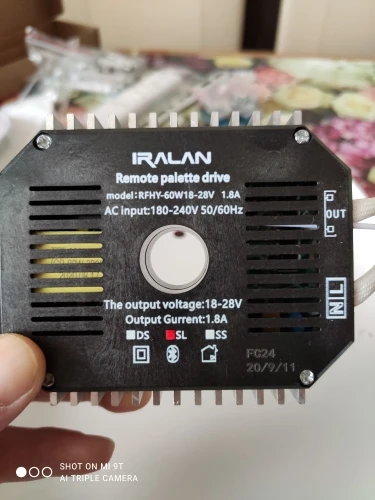 IRALAN
Remote palette drive
model:RFHY-60W18-28V 1.8A
AC input:180-240V 50/60Hz
OUT
The output voltage:18-28V
Output Gurrent:1.8A
N L
DS SL SS
FC24
20/9/11
SHOT ON MI 9T
AI TRIPLE CAMERA